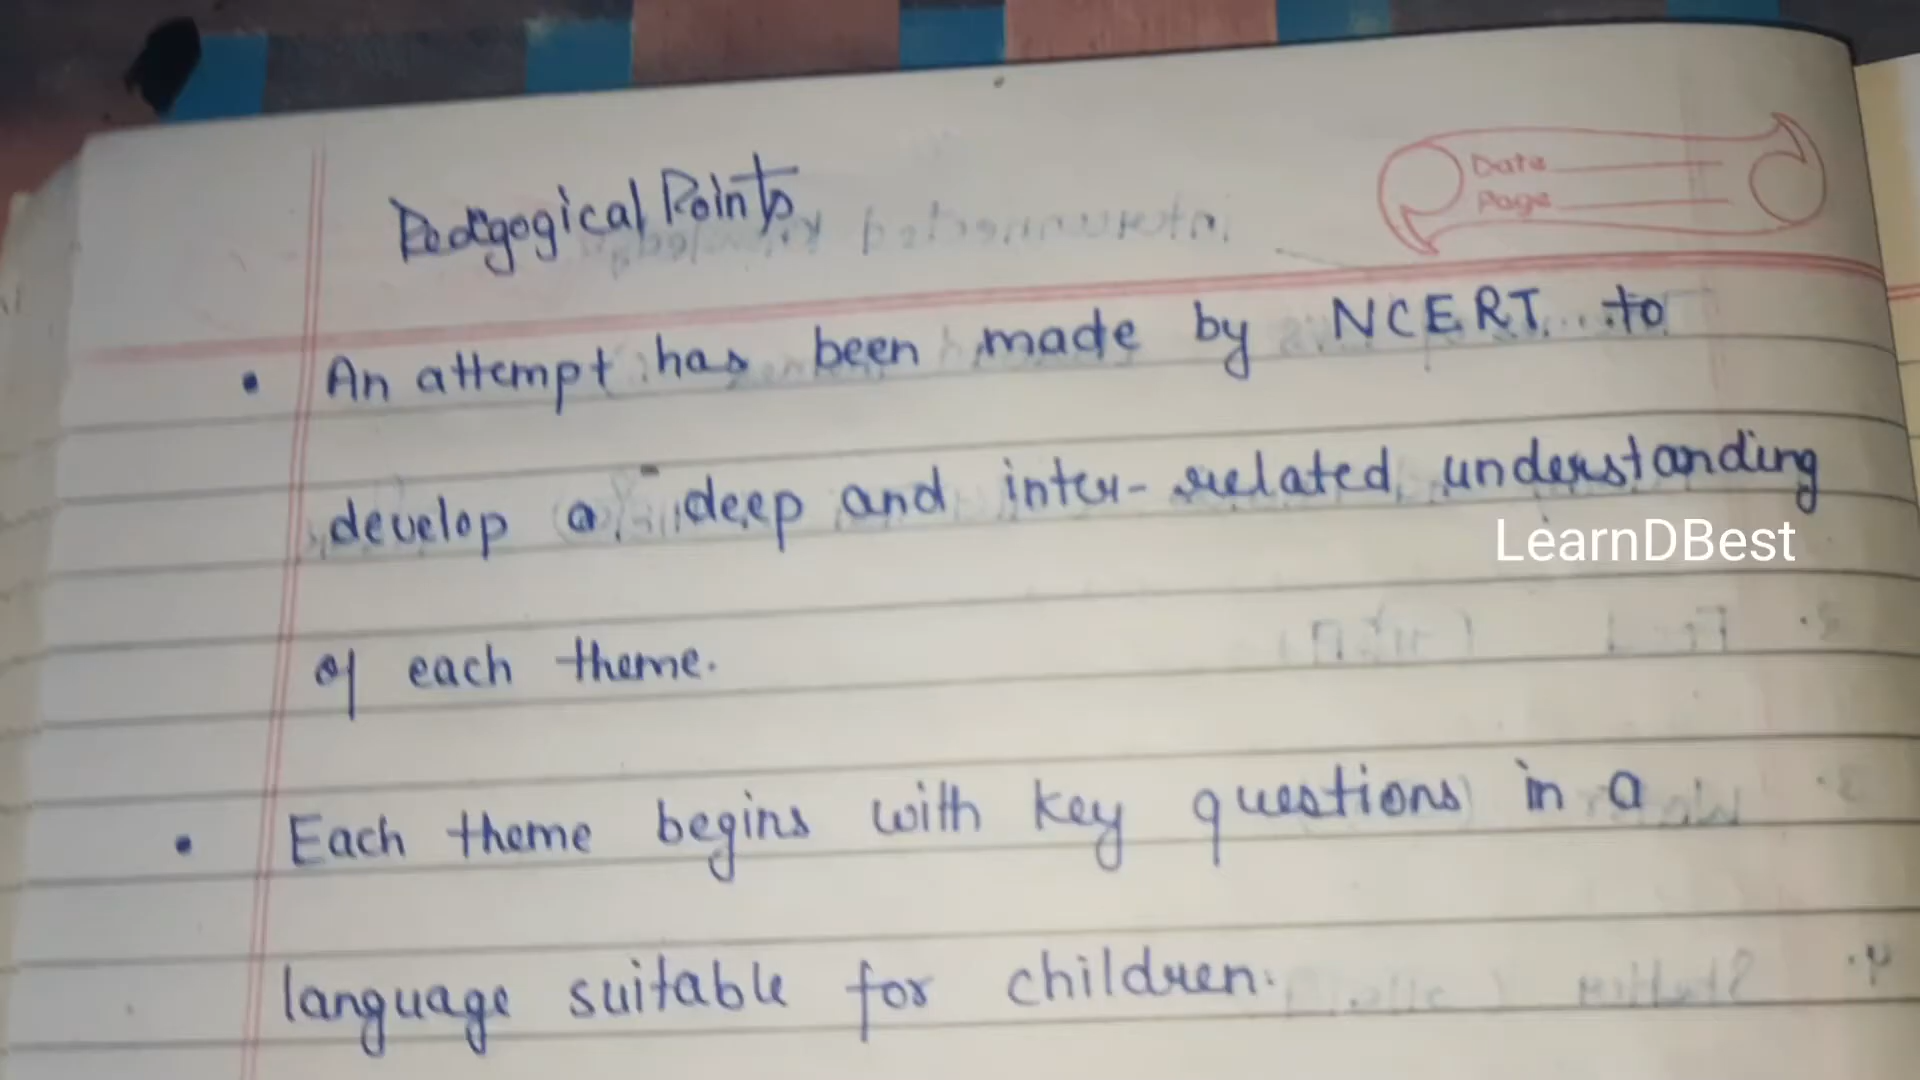 Pedagogical Points
Date
Page
• An attempt has been made by NCERT to
develop a deep and inter-related understanding
LearnDBest
of each theme.
• Each theme begins with key questions in a
language suitable for children.